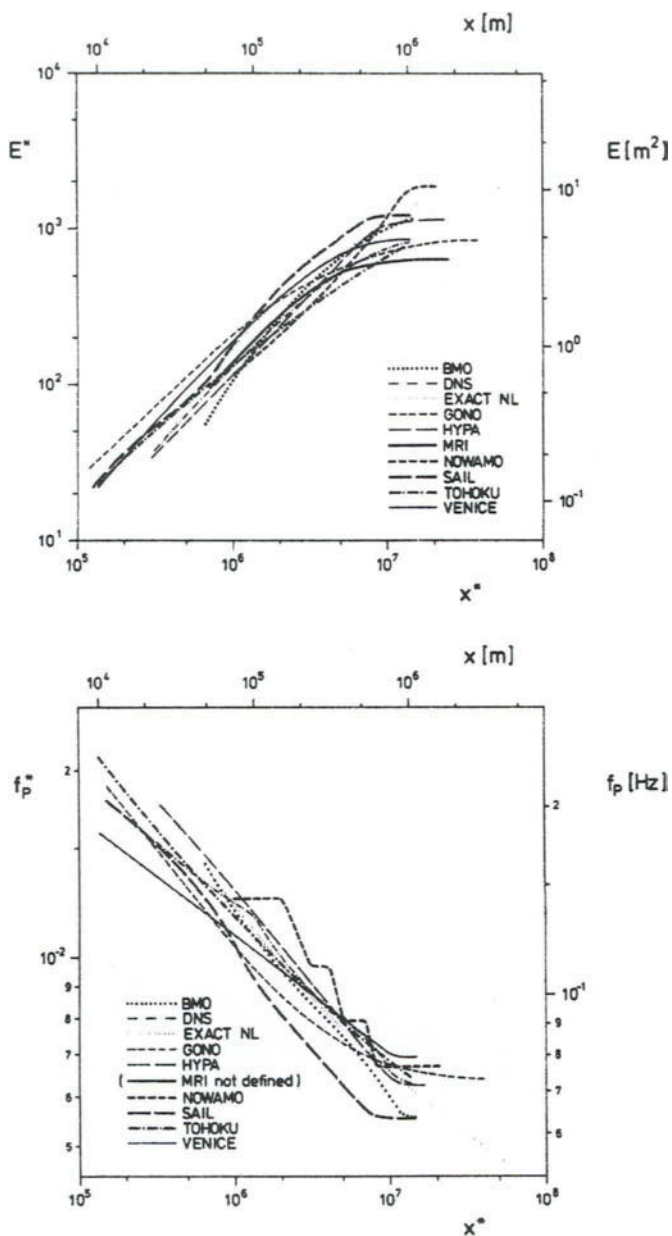 x [m]
10⁴ 10⁵ 10⁶
10⁴
E*
E [m²]
10¹
10³
10⁰
10²
BMO
DNS
EXACT NL
GONO
HYPA
MRI
NOWAMO
SAIL
TOHOKU
VENICE
10⁻¹
10¹
10⁵ 10⁶ 10⁷ 10⁸
x*
x [m]
10⁴ 10⁵ 10⁶
2
fₚ*
fₚ [Hz]
2
10⁻²
9
8
7
6
5
10⁻¹
9
8
7
6
BMO
DNS
EXACT NL
GONO
HYPA
( MRI not defined )
NOWAMO
SAIL
TOHOKU
VENICE
10⁵ 10⁶ 10⁷ 10⁸
x*